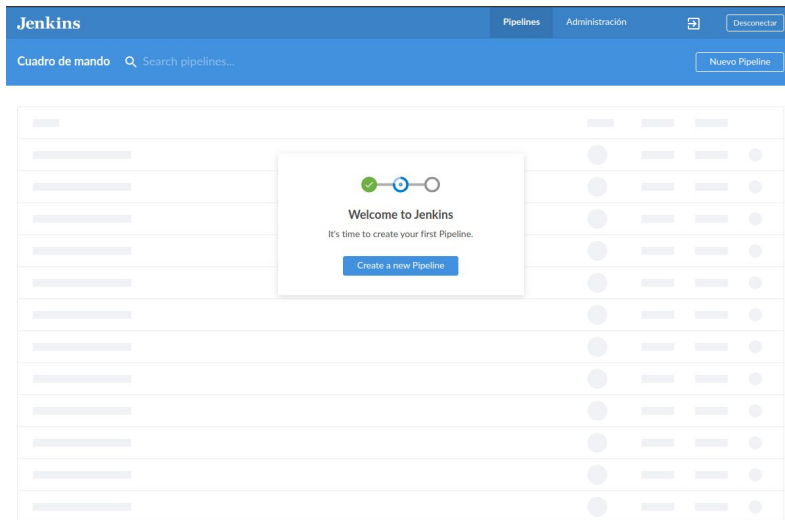 Jenkins
Pipelines
Administración
Desconectar
Cuadro de mando
Search pipelines...
Nuevo Pipeline
Welcome to Jenkins
It's time to create your first Pipeline.
Create a new Pipeline